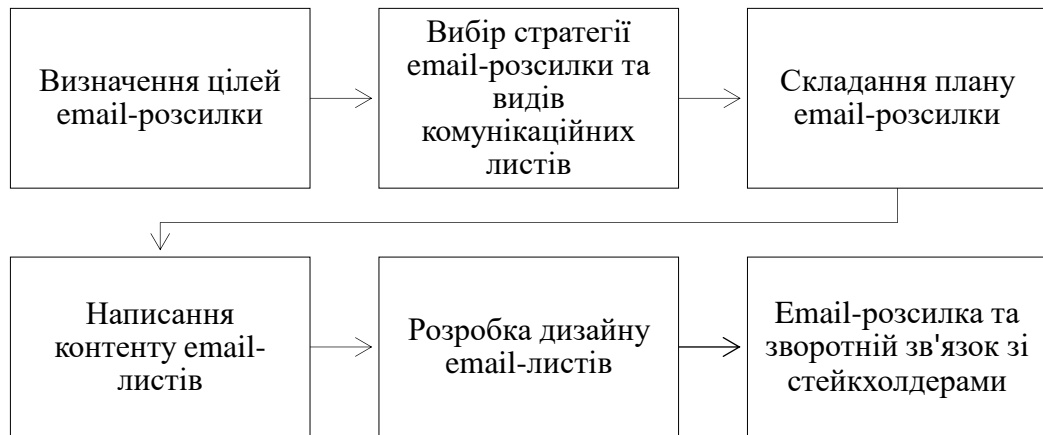 Визначення цілей
email-розсилки
Вибір стратегії
email-розсилки та
видів
комунікаційних
листів
Складання плану
email-розсилки
Написання
контенту email-
листів
Розробка дизайну
email-листів
Email-розсилка та
зворотній зв'язок зі
стейкхолдерами